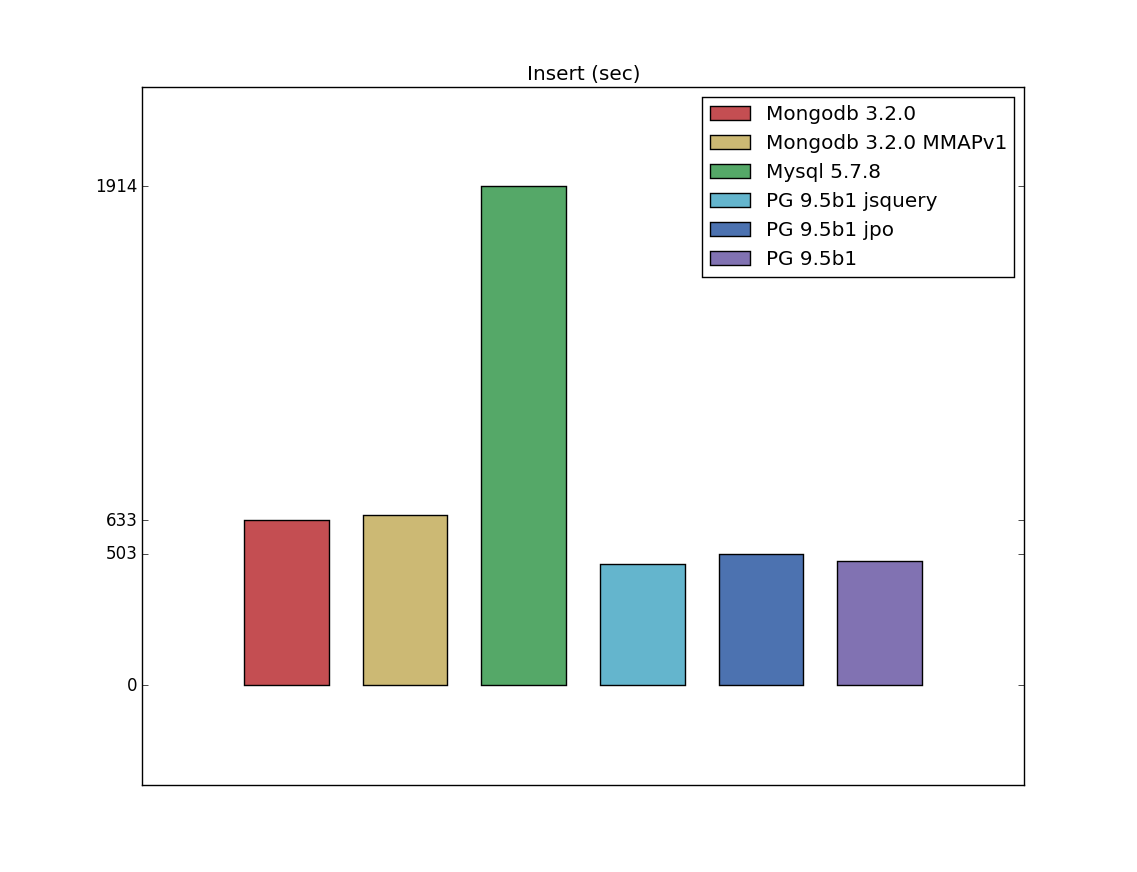 Insert (sec)
Mongodb 3.2.0
Mongodb 3.2.0 MMAPv1
Mysql 5.7.8
PG 9.5b1 jsquery
PG 9.5b1 jpo
PG 9.5b1
1914
633
503
0